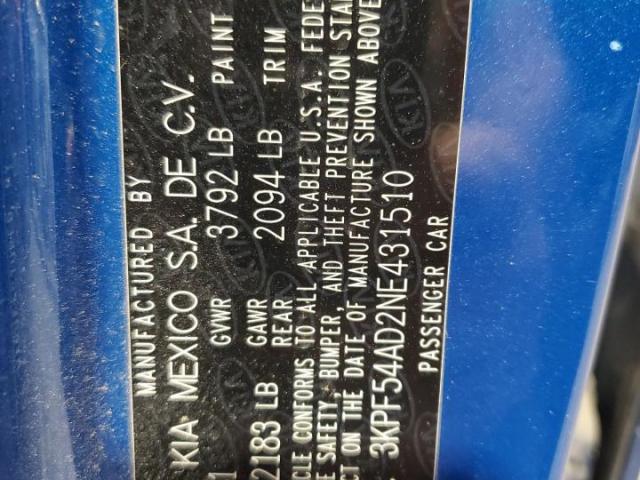 MANUFACTURED BY
KIA MEXICO S.A. DE C.V.
GVWR 3792 LB PAINT
GAWR
2183 LB REAR 2094 LB TRIM
CLE CONFORMS TO ALL APPLICABLE U.S.A. FEDE
E SAFETY, BUMPER, AND THEFT PREVENTION STA
CT ON THE DATE OF MANUFACTURE SHOWN ABOVE
3KPF54AD2NE431510
PASSENGER CAR